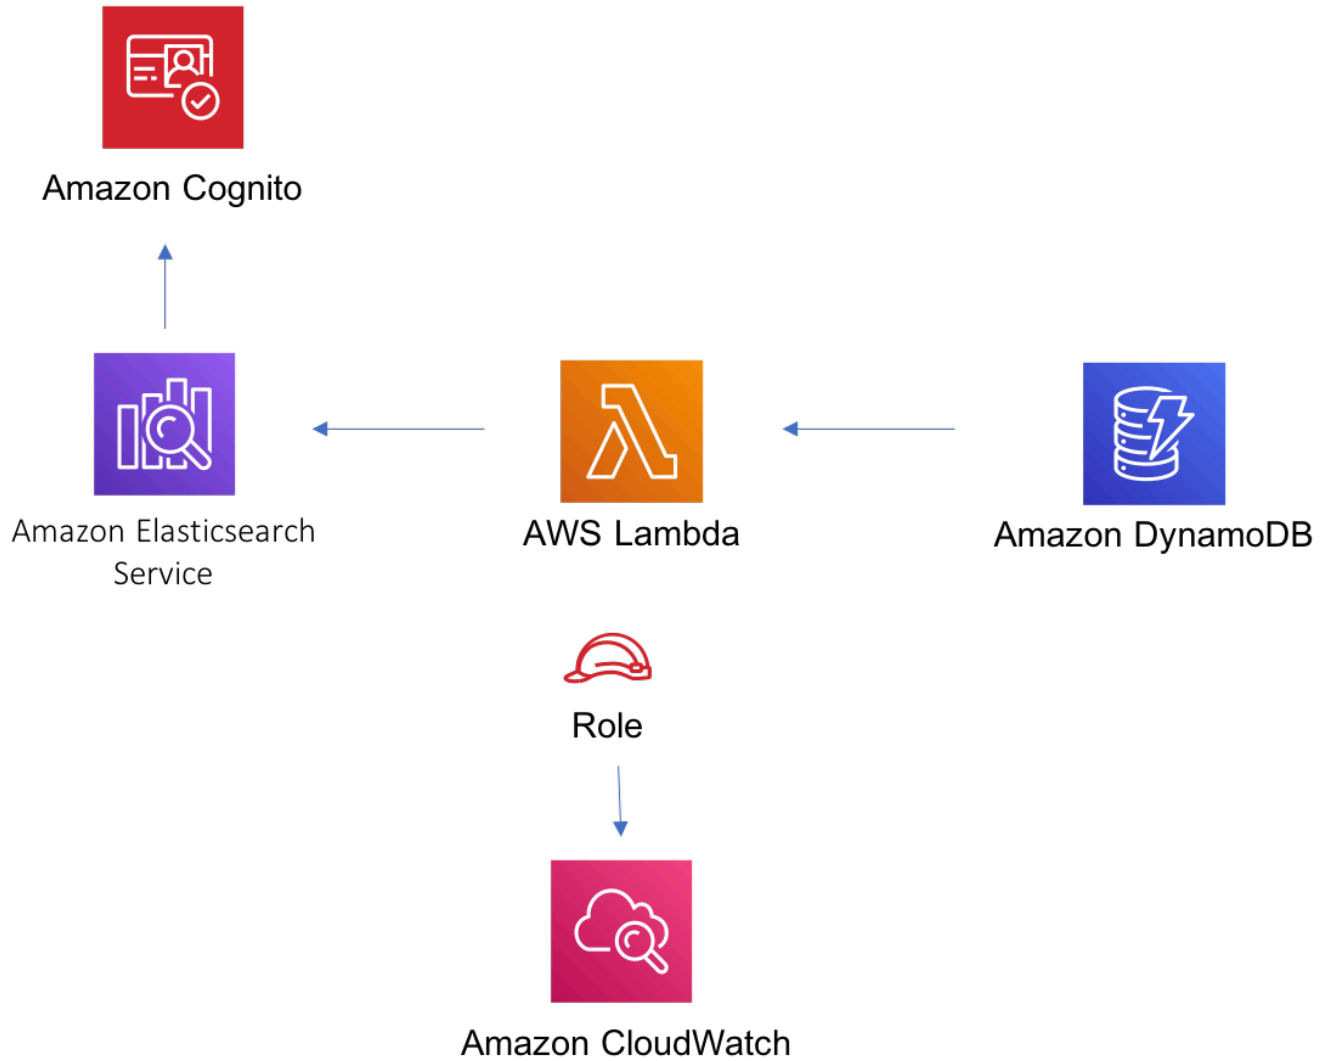 Amazon Cognito
Amazon Elasticsearch
Service
AWS Lambda
Amazon DynamoDB
Role
Amazon CloudWatch